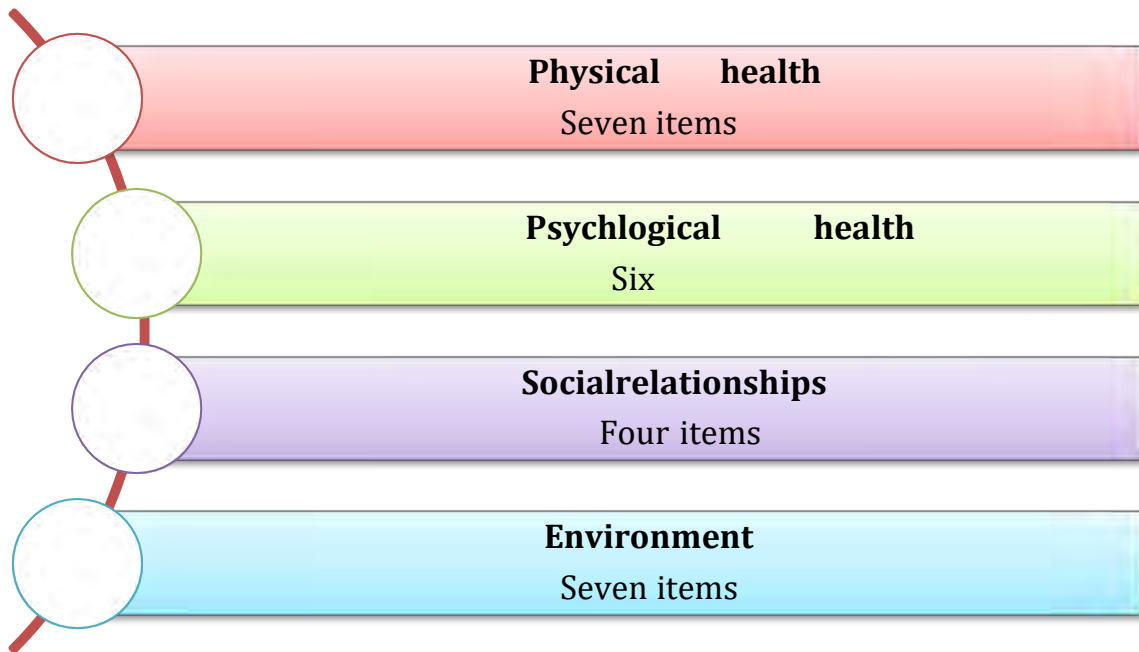 Physical health
Seven items
Psychlogical health
Six
Socialrelationships
Four items
Environment
Seven items